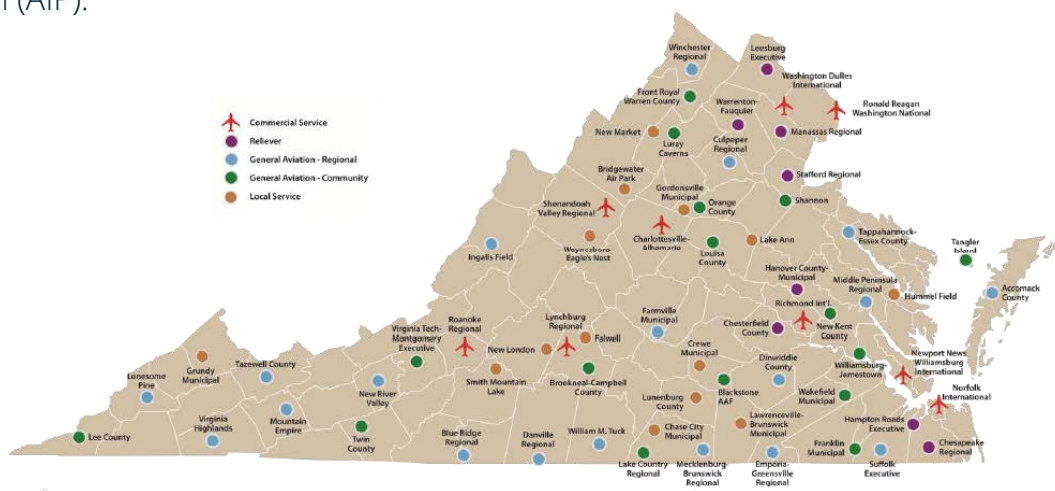 (AIP).
Commercial Service
Reliever
General Aviation - Regional
General Aviation - Community
Local Service
Winchester
Regional
Leesburg
Executive
Washington Dulles
International
Ronald Reagan
Washington National
Front Royal
Warren County
Warrenton-
Fauquier
Manassas Regional
New Market
Luray
Caverns
Culpeper
Regional
Bridgewater
Air Park
Stafford Regional
Gordonsville
Municipal
Orange
County
Shannon
Shenandoah
Valley Regional
Charlottesville-
Albemarle
Waynesboro
Eagle's Nest
Louisa
County
Lake Ann
Tappahannock-
Essex County
Tangier
Island
Ingalls Field
Hanover County-
Municipal
Middle Peninsula
Regional
Hummel Field
Accomack
County
Richmond Int'l.
New Kent
County
Chesterfield
County
Roanoke
Regional
Virginia Tech-
Montgomery
Executive
Lynchburg
Regional
Falwell
New London
Farmville
Municipal
Crewe
Municipal
Dinwiddie
County
Williamsburg-
Jamestown
Newport News
Williamsburg
International
Norfolk
International
Grundy
Municipal
Tazewell County
Lonesome
Pine
New River
Valley
Smith Mountain
Lake
Brookneal-Campbell
County
Blackstone
AAF
Lunenburg
County
Wakefield
Municipal
Hampton Roads
Executive
Lee County
Virginia
Highlands
Mountain
Empire
Twin
County
Blue Ridge
Regional
Danville
Regional
William M. Tuck
Chase City
Municipal
Lawrenceville-
Brunswick
Municipal
Lake Country
Regional
Mecklenburg-
Brunswick
Regional
Emporia-
Greensville
Regional
Franklin
Municipal
Suffolk
Executive
Chesapeake
Regional